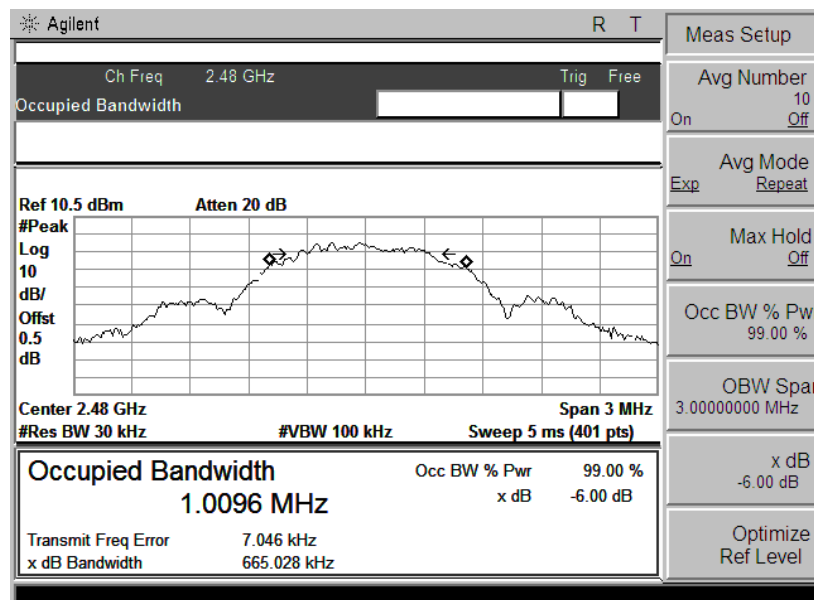 Agilent R T
Ch Freq 2.48 GHz Trig Free
Occupied Bandwidth
Ref 10.5 dBm Atten 20 dB
#Peak
Log
10
dB/
Offst
0.5
dB
Center 2.48 GHz Span 3 MHz
#Res BW 30 kHz #VBW 100 kHz Sweep 5 ms (401 pts)
Occupied Bandwidth Occ BW % Pwr 99.00 %
1.0096 MHz x dB -6.00 dB
Transmit Freq Error 7.046 kHz
x dB Bandwidth 665.028 kHz
Meas Setup
Avg Number
10
On Off
Avg Mode
Exp Repeat
Max Hold
On Off
Occ BW % Pw
99.00 %
OBW Spa
3.00000000 MHz
x dB
-6.00 dB
Optimize
Ref Level